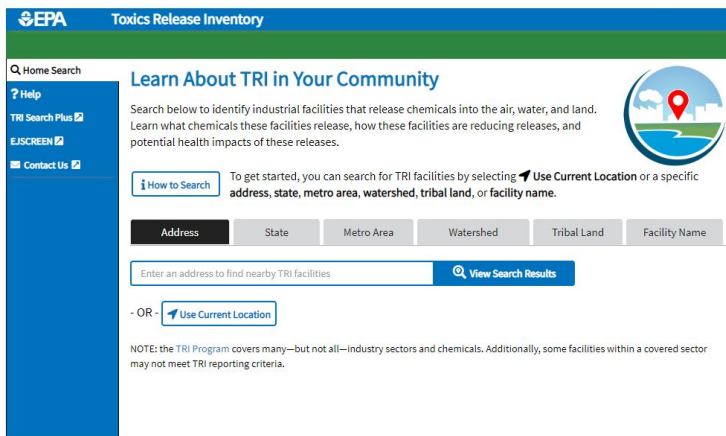 EPA Toxics Release Inventory
Home Search
? Help
TRI Search Plus
EJSCREEN
Contact Us
Learn About TRI in Your Community
Search below to identify industrial facilities that release chemicals into the air, water, and land.
Learn what chemicals these facilities release, how these facilities are reducing releases, and
potential health impacts of these releases.
i How to Search
To get started, you can search for TRI facilities by selecting Use Current Location or a specific
address, state, metro area, watershed, tribal land, or facility name.
Address State Metro Area Watershed Tribal Land Facility Name
Enter an address to find nearby TRI facilities View Search Results
- OR - Use Current Location
NOTE: the TRI Program covers many—but not all—industry sectors and chemicals. Additionally, some facilities within a covered sector
may not meet TRI reporting criteria.